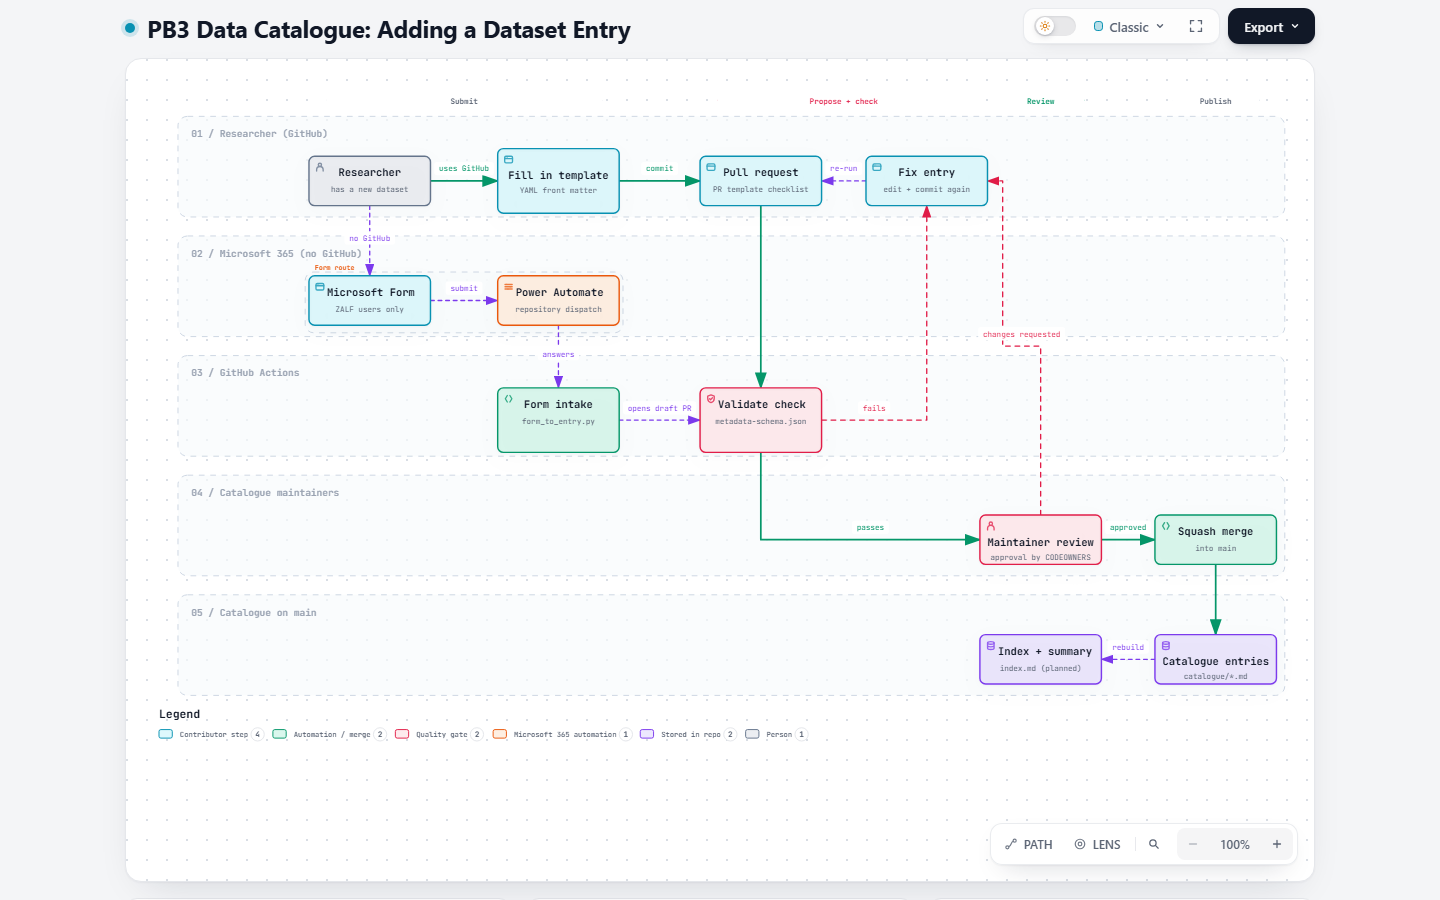 PB3 Data Catalogue: Adding a Dataset Entry
Classic
Export
Submit
Propose + check
Review
Publish
01 / Researcher (GitHub)
Researcher
has a new dataset
uses GitHub
Fill in template
YAML front matter
commit
Pull request
PR template checklist
re-run
Fix entry
edit + commit again
no GitHub
02 / Microsoft 365 (no GitHub)
Form route
Microsoft Form
ZALF users only
submit
Power Automate
repository dispatch
changes requested
answers
03 / GitHub Actions
Form intake
form_to_entry.py
opens draft PR
Validate check
metadata-schema.json
fails
04 / Catalogue maintainers
passes
Maintainer review
approval by CODEOWNERS
approved
Squash merge
into main
05 / Catalogue on main
Index + summary
index.md (planned)
rebuild
Catalogue entries
catalogue/*.md
Legend
Contributor step 4
Automation / merge 2
Quality gate 2
Microsoft 365 automation 1
Stored in repo 2
Person 1
PATH
LENS
100%